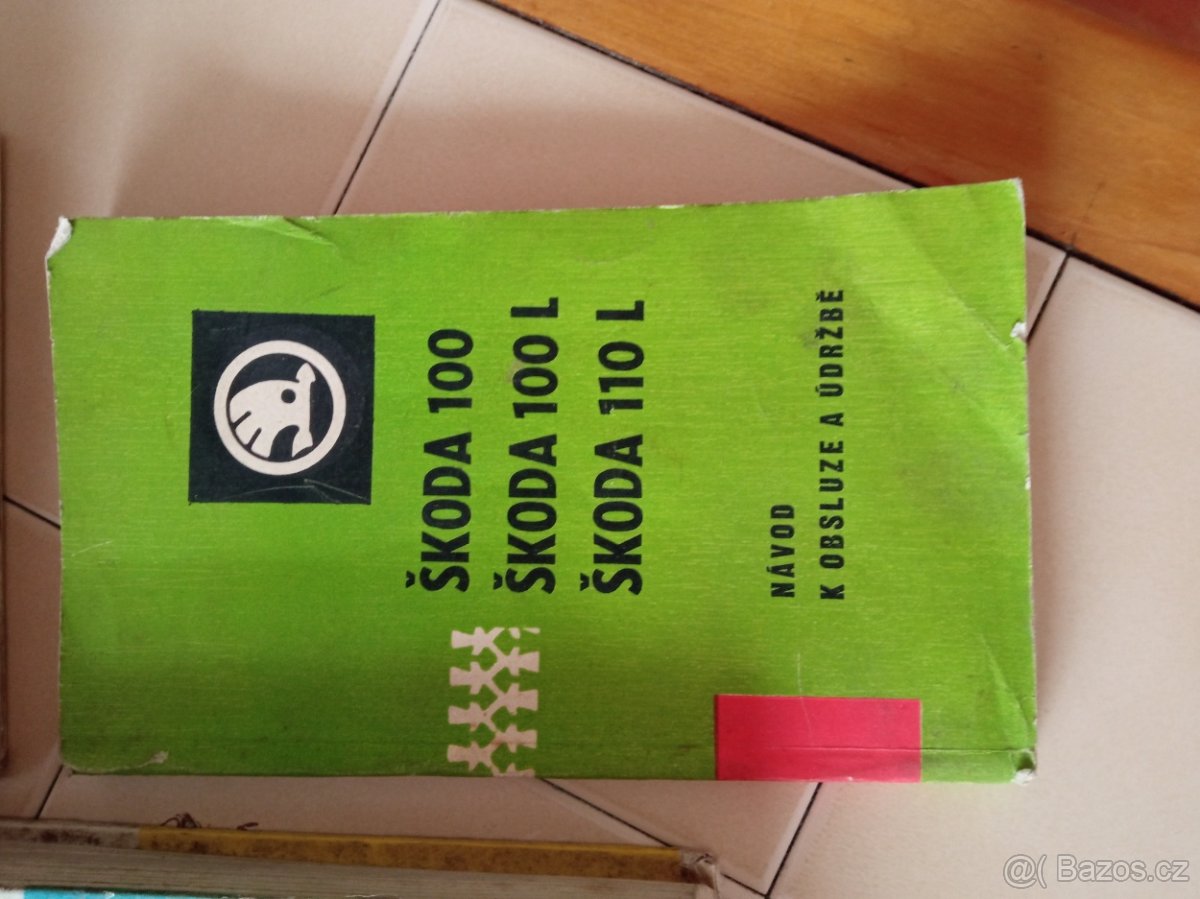 ŠKODA 100
ŠKODA 100 L
ŠKODA 110 L
NÁVOD
K OBSLUZE A ÚDRŽBĚ
@( Bazos.cz